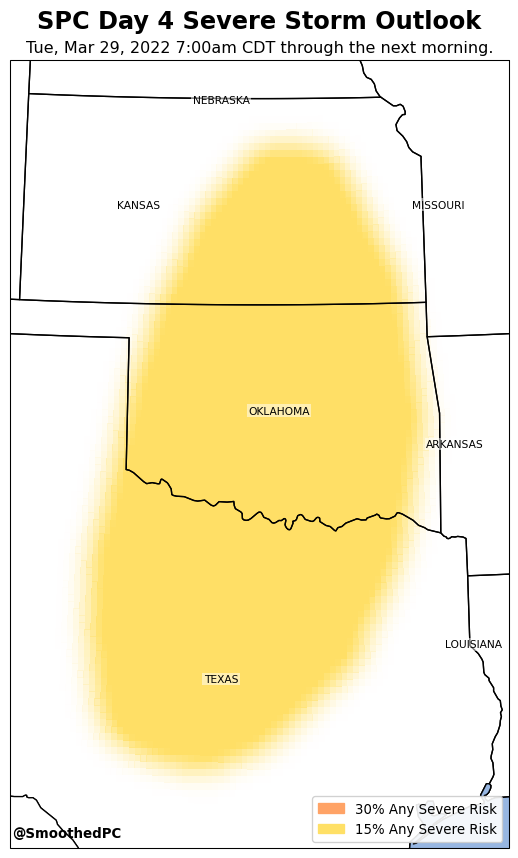 SPC Day 4 Severe Storm Outlook
Tue, Mar 29, 2022 7:00am CDT through the next morning.
NEBRASKA
KANSAS
MISSOURI
OKLAHOMA
ARKANSAS
LOUISIANA
TEXAS
30% Any Severe Risk
15% Any Severe Risk
@SmoothedPC